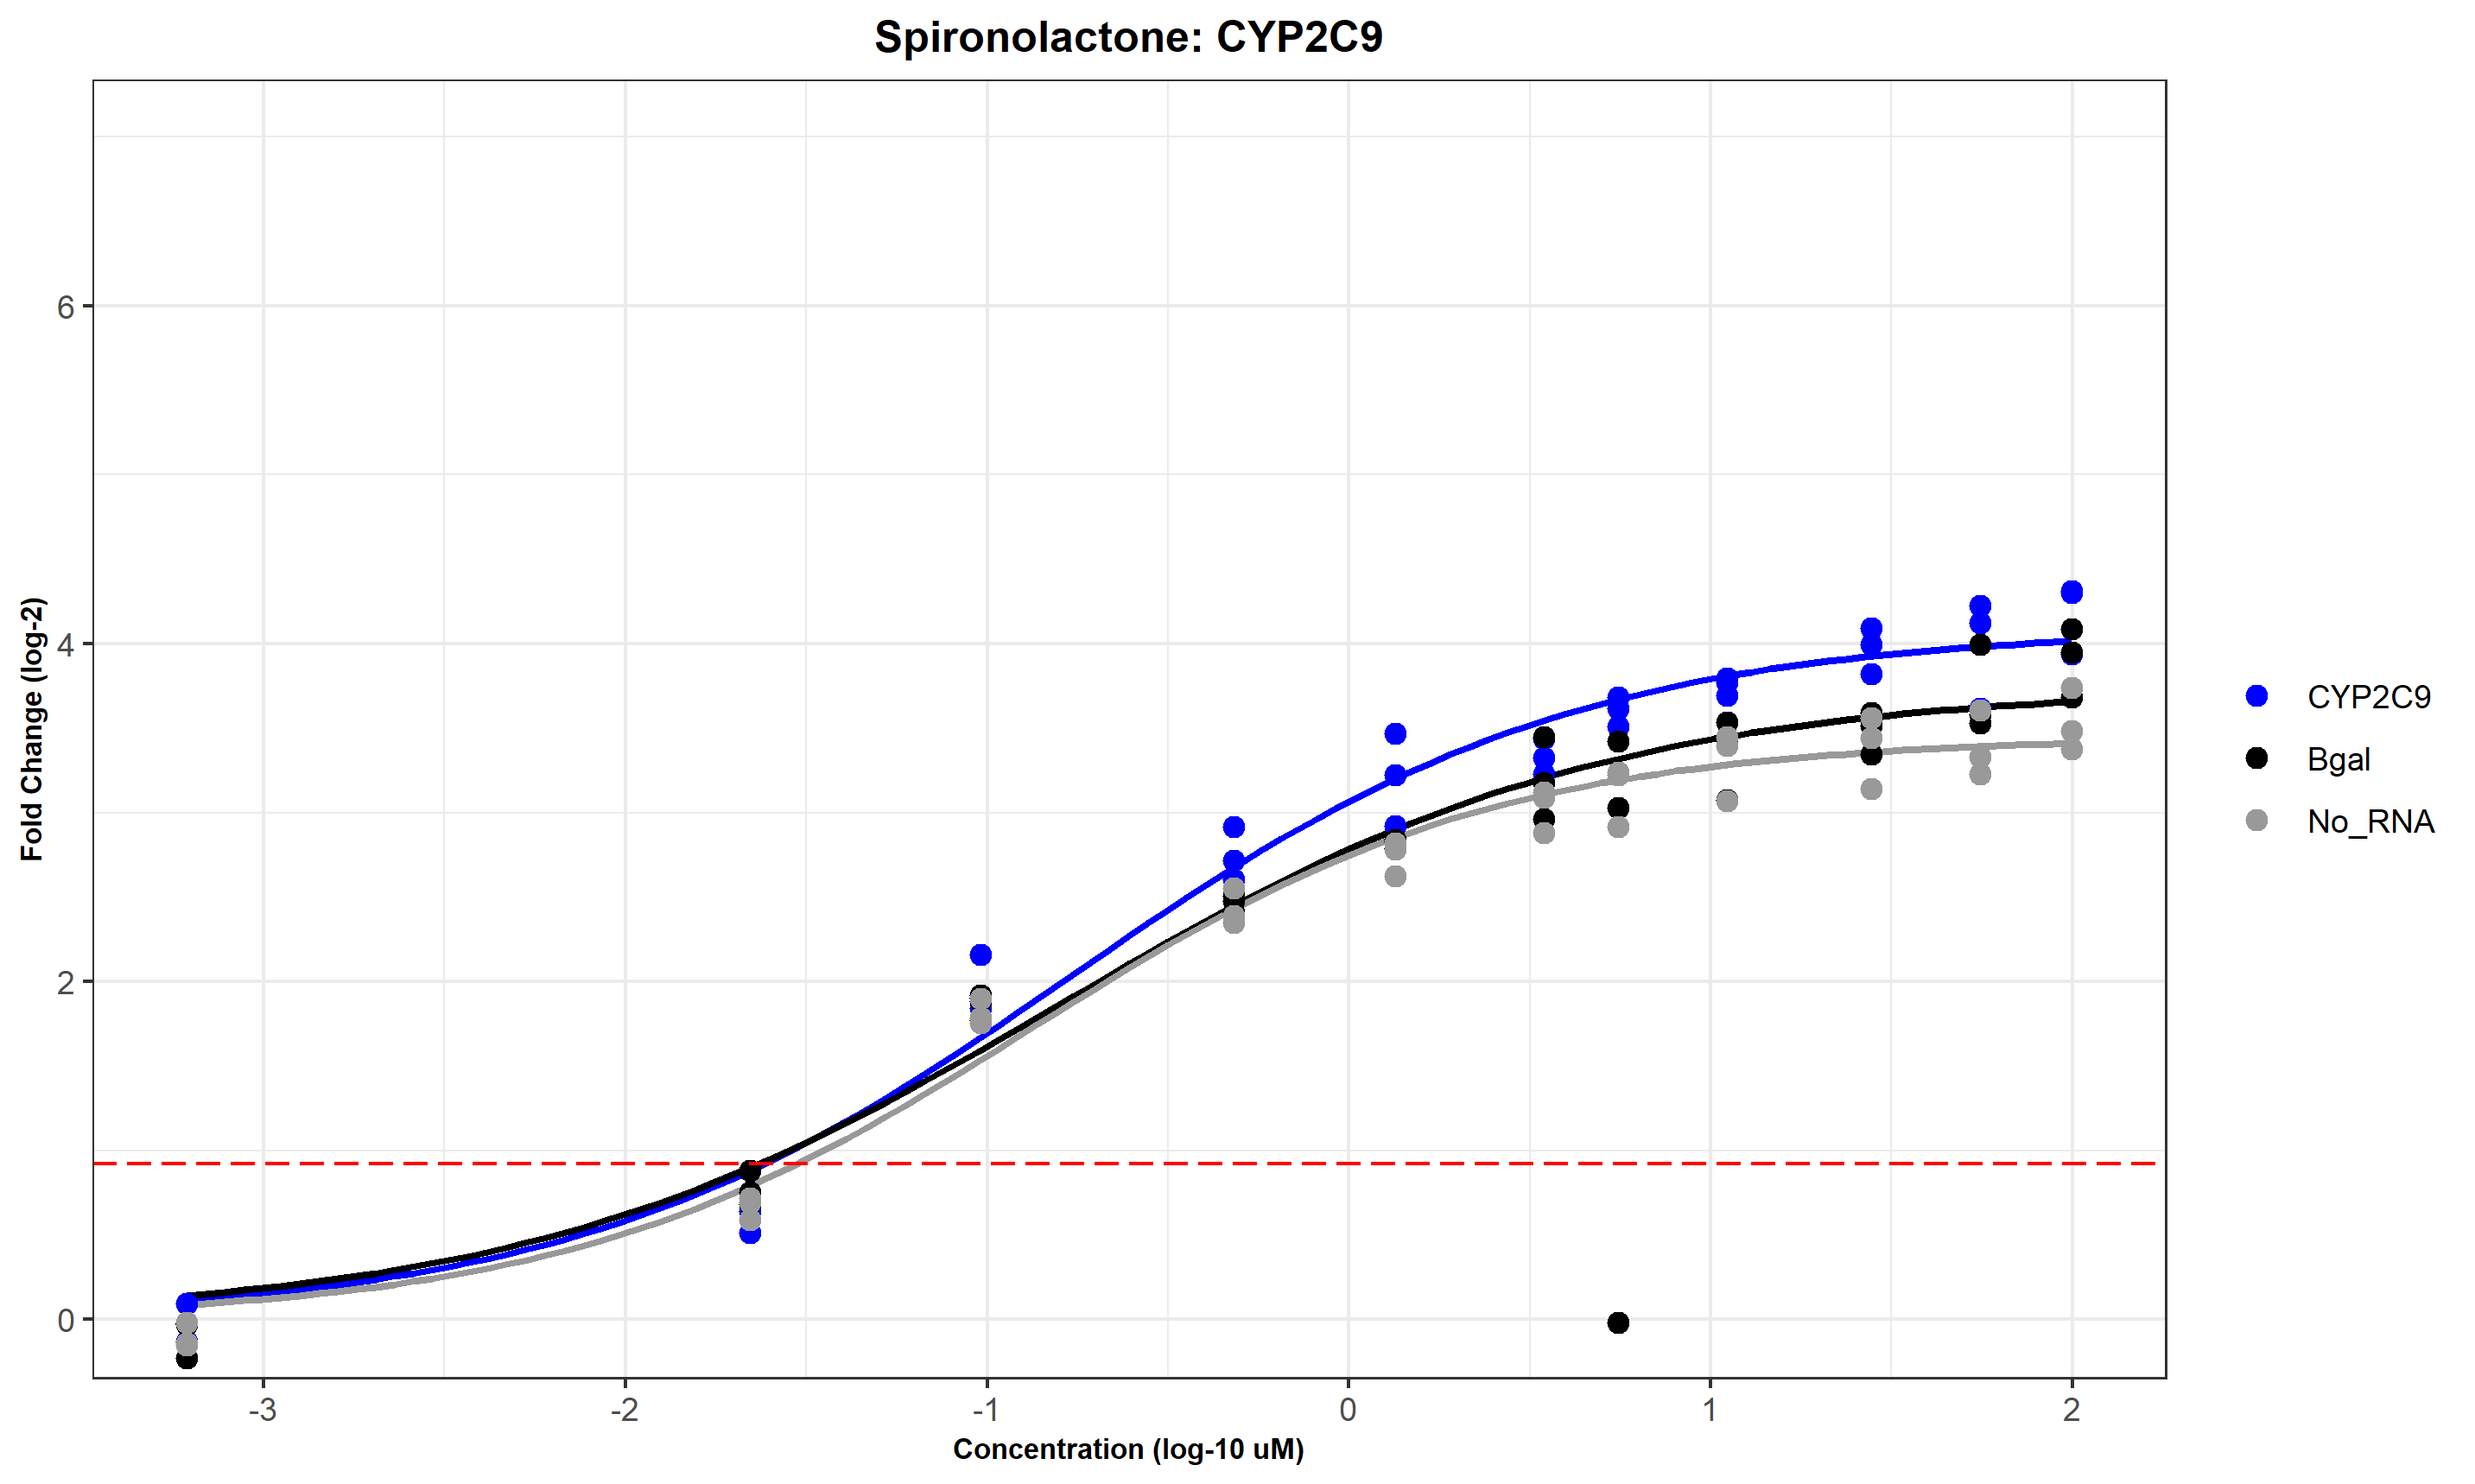 Spironolactone: CYP2C9
Fold Change (log-2)
6
4
2
0
-3
-2
-1
0
1
2
Concentration (log-10 uM)
CYP2C9
Bgal
No_RNA